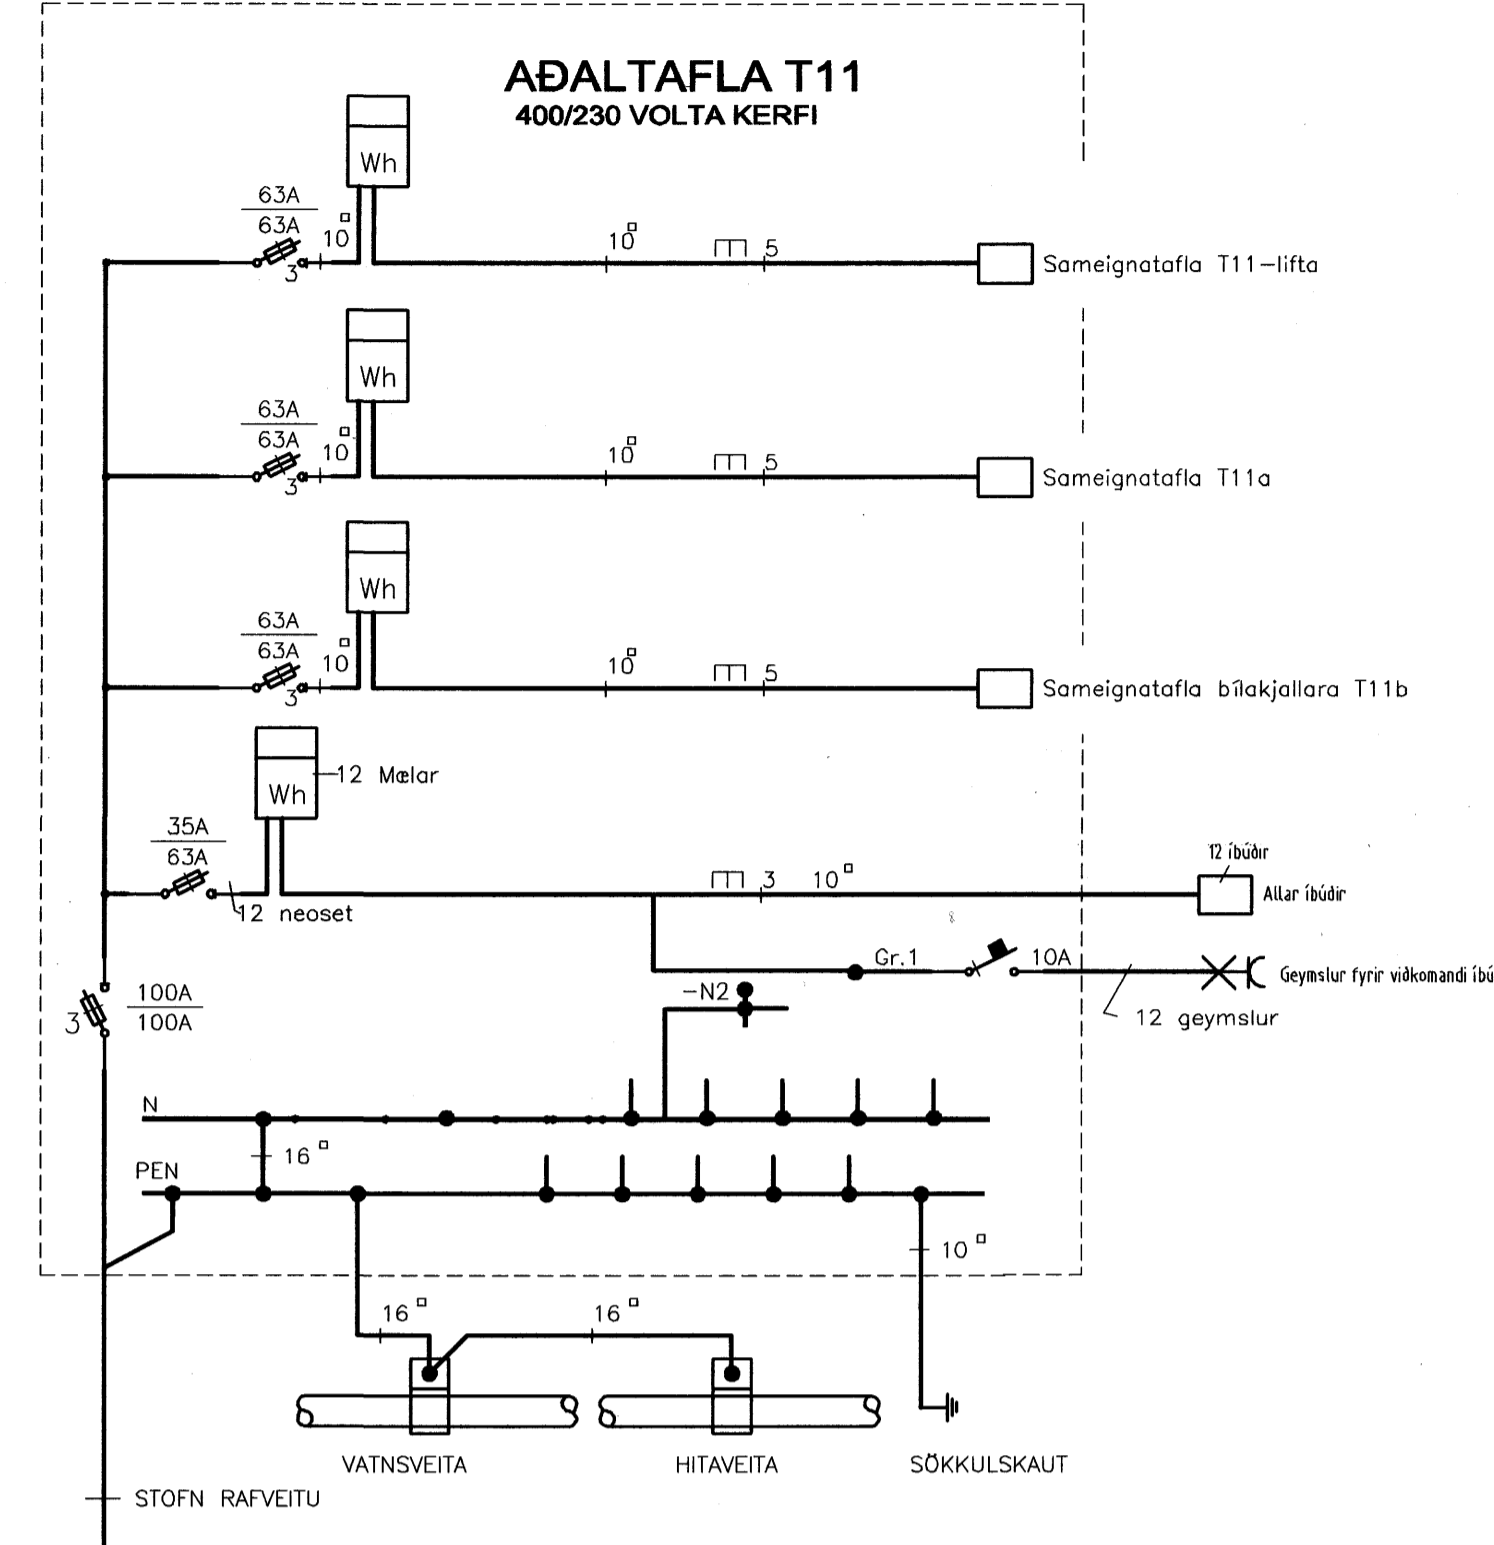 AÐALTAFLA T11
400/230 VOLTA KERFI
Wh
63A
63A
3
10
10
5
Sameignatafla T11-lifta
Wh
63A
63A
3
10
10
5
Sameignatafla T11a
Wh
63A
63A
3
10
10
5
Sameignatafla bílakjallara T11b
Wh
12 Mælar
35A
63A
12 neoset
3
10
12 íbúðir
Allar íbúðir
Gr.1
10A
Geymslur fyrir viðkomandi íbú
12 geymslur
3
100A
100A
-N2
N
16
PEN
10
16
16
VATNSVEITA
HITAVEITA
SÖKKULSKAUT
STOFN RAFVEITU